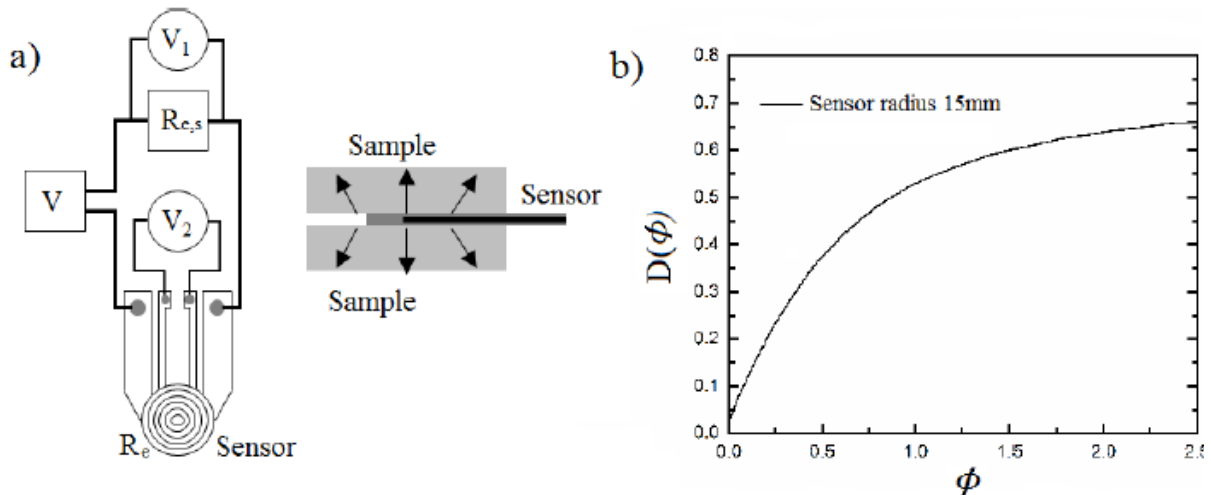 a)
V1
Re,s
V
V2
Re
Sensor
Sample
Sensor
Sample
b)
0.8
0.7
0.6
0.5
0.4
0.3
0.2
0.1
0.0
D(ϕ)
Sensor radius 15mm
0.0 0.5 1.0 1.5 2.0 2.5
ϕ